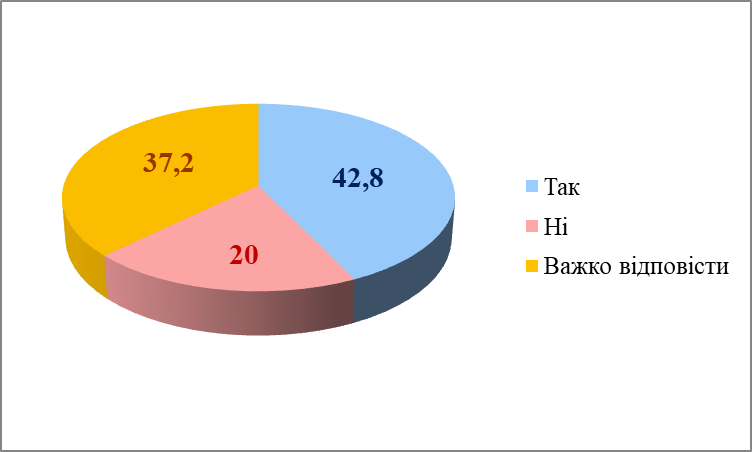 37,2
42,8
20
Так
Ні
Важко відповісти